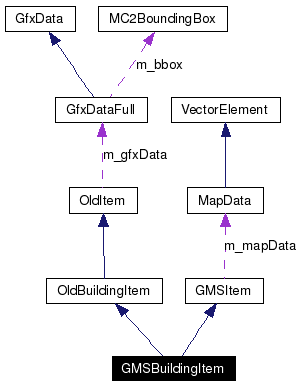 GfxData
MC2BoundingBox
m_bbox
GfxDataFull
VectorElement
m_gfxData
OldItem
MapData
m_mapData
OldBuildingItem
GMSItem
GMSBuildingItem